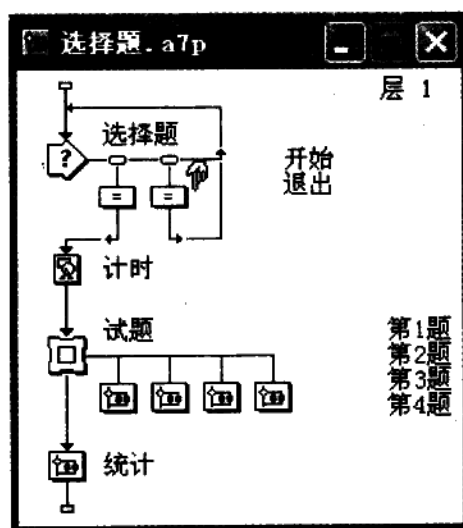 选择题.a7p
层 1
选择题
开始
退出
?
=
=
计时
试题
第1题
第2题
第3题
第4题
统计